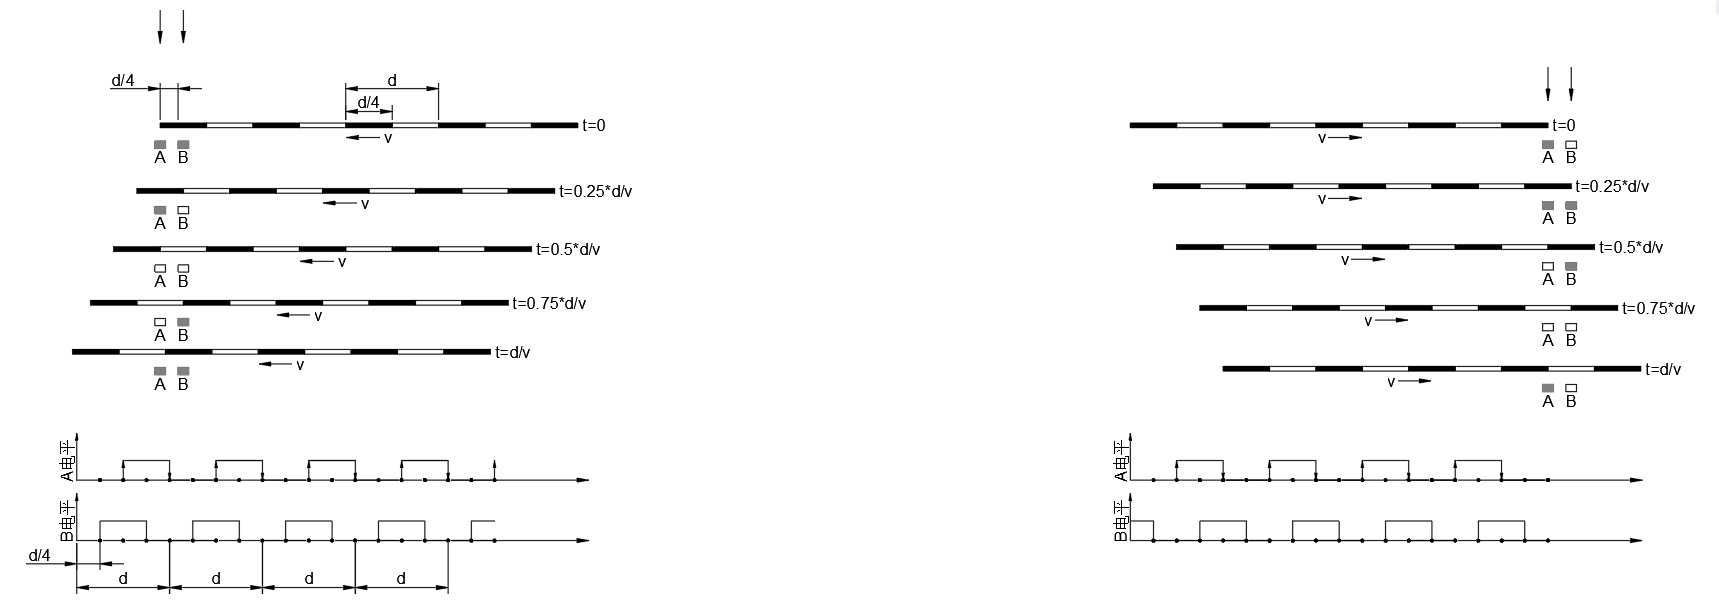 d/4
d
d/4
t=0
v
A B
t=0.25*d/v
v
A B
t=0.5*d/v
v
A B
t=0.75*d/v
v
A B
t=d/v
v
A B
A电平
B电平
d/4
d d d d
t=0
v
A B
t=0.25*d/v
v
A B
t=0.5*d/v
v
A B
t=0.75*d/v
v
A B
t=d/v
v
A B
A电平
B电平